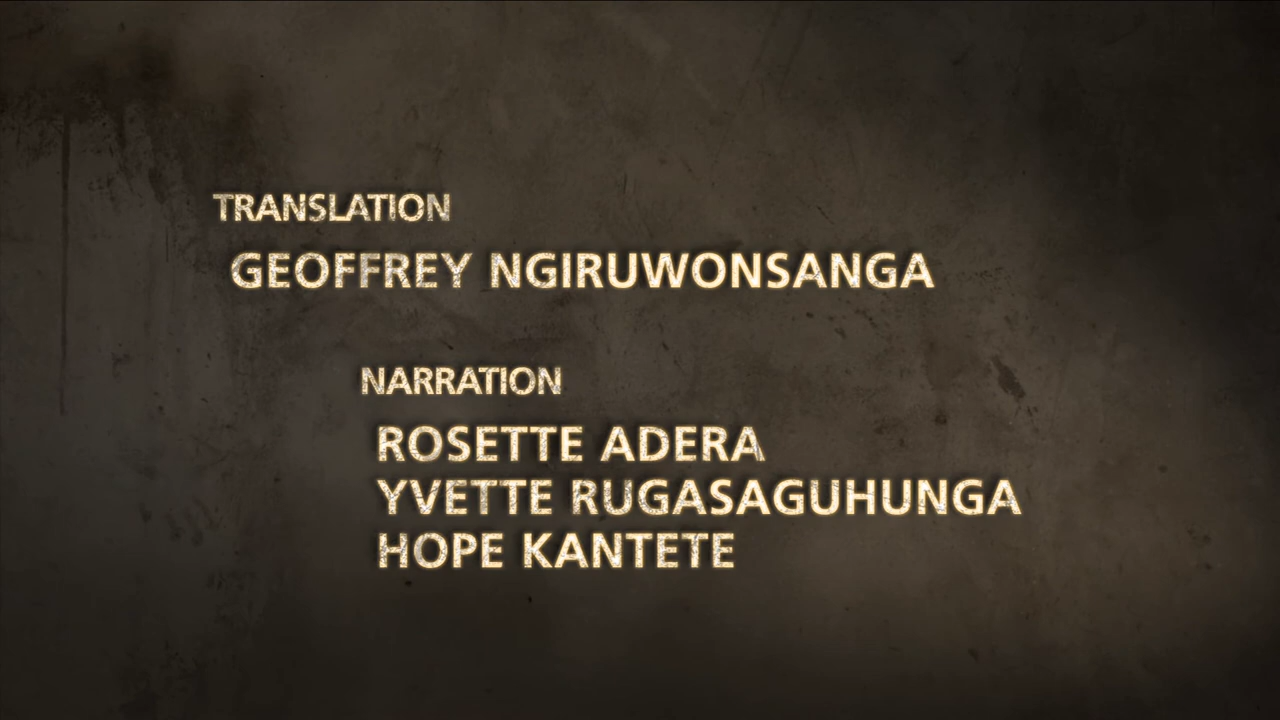 TRANSLATION
GEOFFREY NGIRUWONSANGA
NARRATION
ROSETTE ADERA
YVETTE RUGASAGUHUNGA
HOPE KANTETE